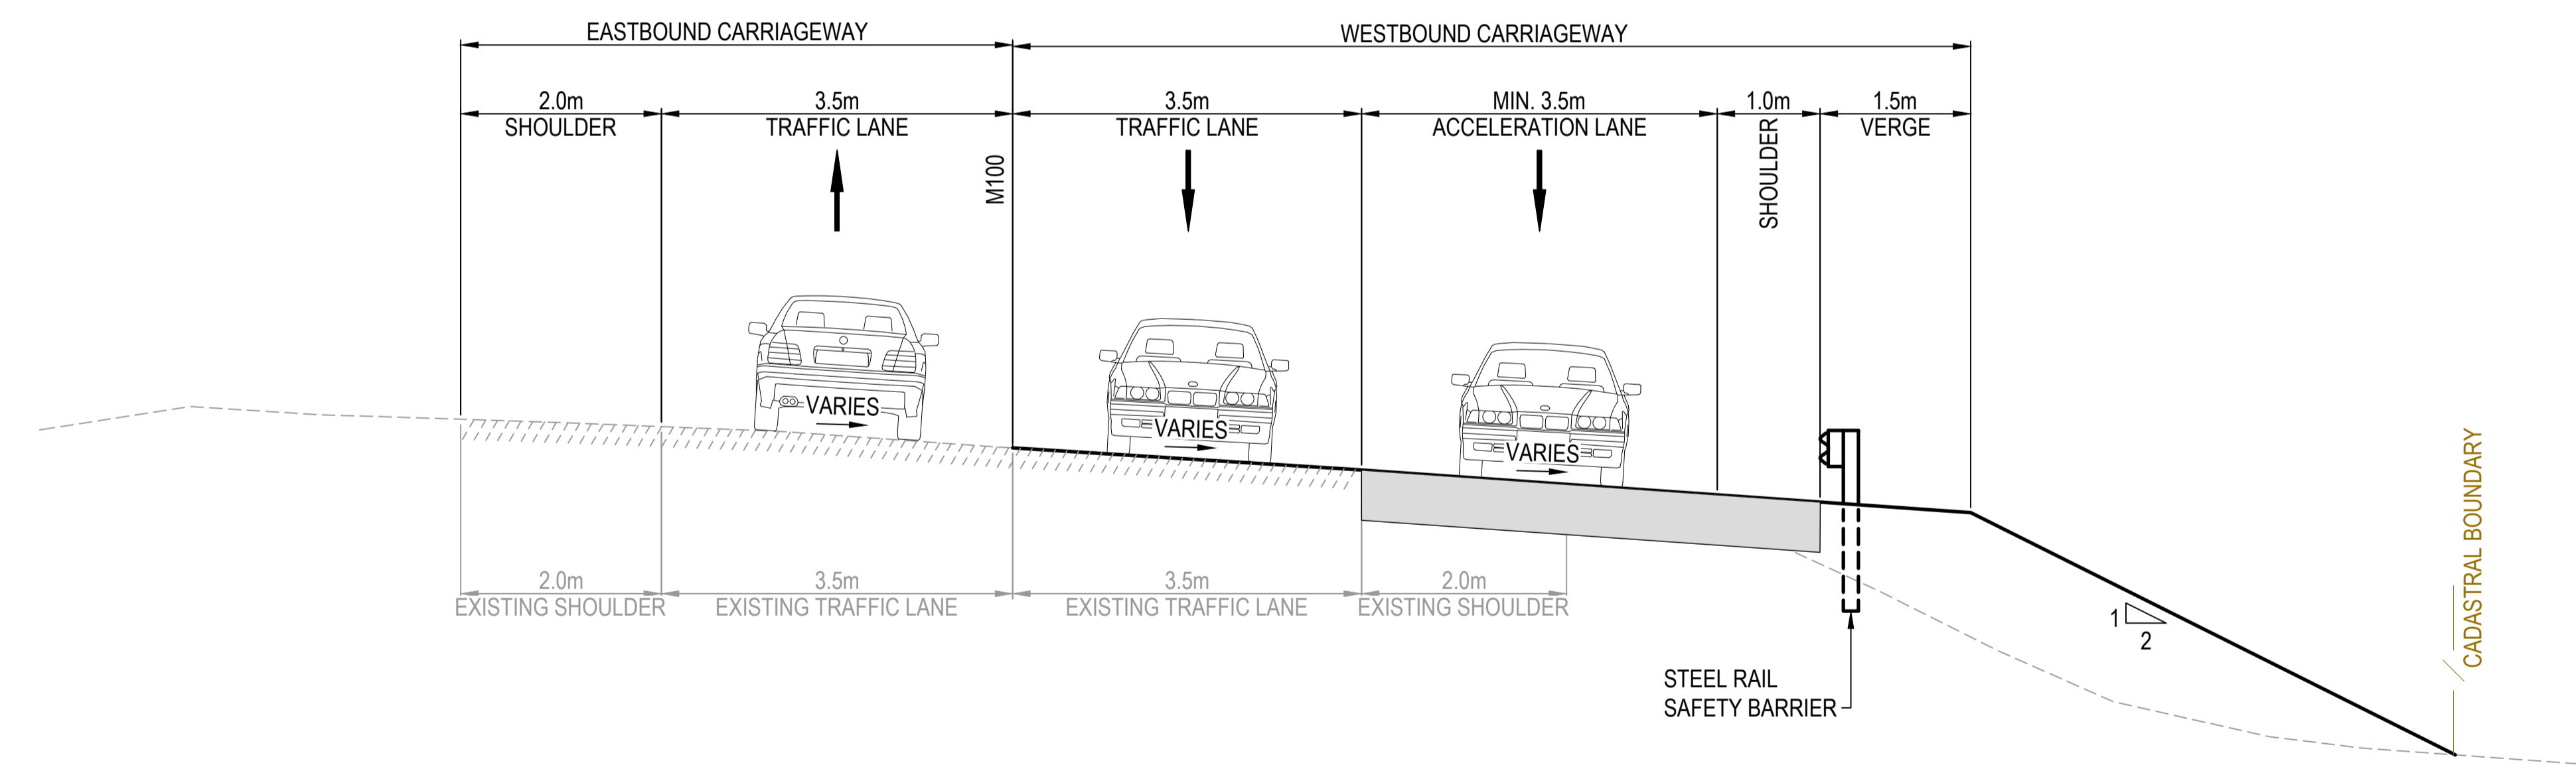 EASTBOUND CARRIAGEWAY
WESTBOUND CARRIAGEWAY
2.0m
SHOULDER
3.5m
TRAFFIC LANE
M100
3.5m
TRAFFIC LANE
MIN. 3.5m
ACCELERATION LANE
1.0m
SHOULDER
1.5m
VERGE
VARIES
VARIES
VARIES
2.0m
EXISTING SHOULDER
3.5m
EXISTING TRAFFIC LANE
3.5m
EXISTING TRAFFIC LANE
2.0m
EXISTING SHOULDER
STEEL RAIL
SAFETY BARRIER
1
2
CADASTRAL BOUNDARY